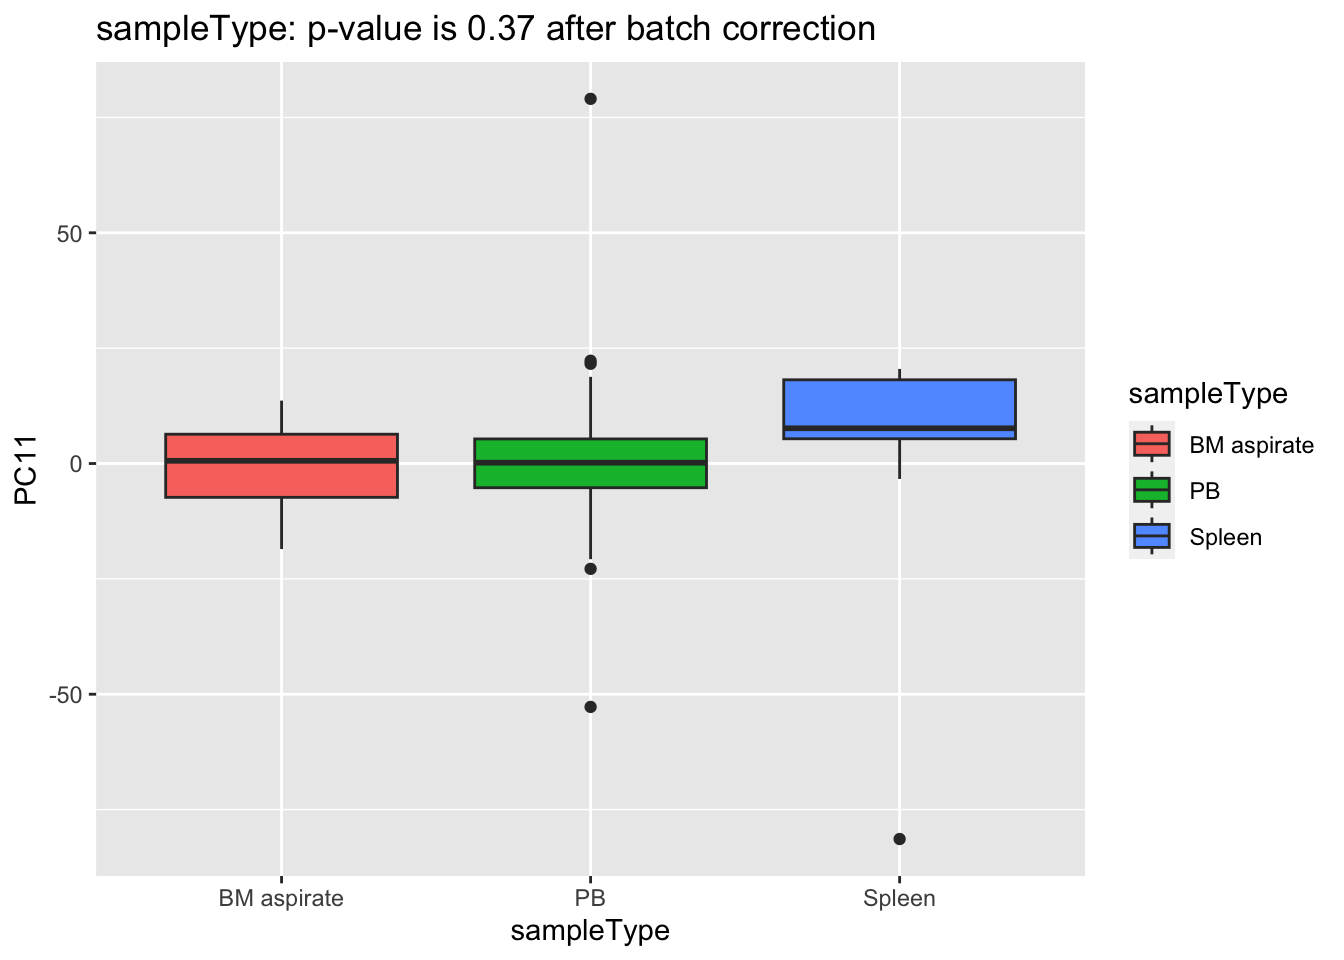 sampleType: p-value is 0.37 after batch correction
PC11
50
0
-50
BM aspirate
PB
Spleen
sampleType
sampleType
BM aspirate
PB
Spleen